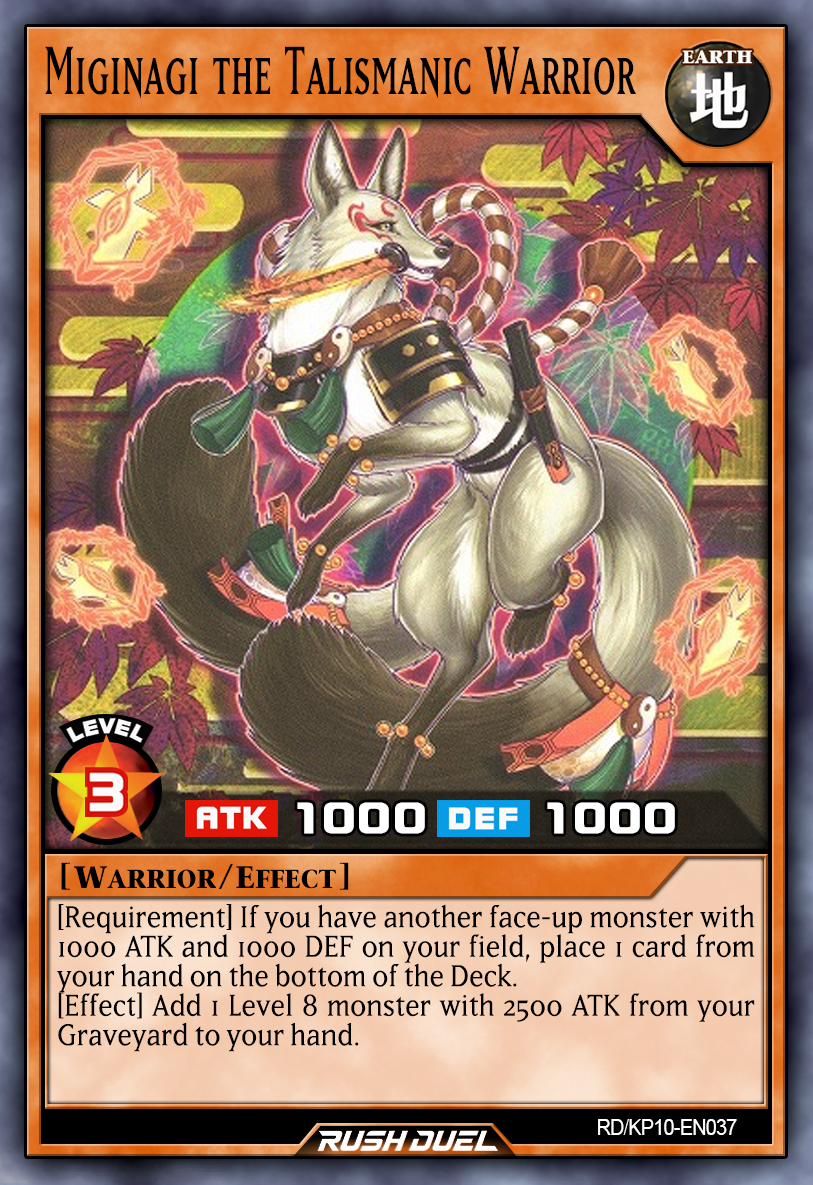 Miginagi the Talismanic Warrior
EARTH
地
LEVEL
3
ATK 1000 DEF 1000
[Warrior/Effect]
[Requirement] If you have another face-up monster with
1000 ATK and 1000 DEF on your field, place 1 card from
your hand on the bottom of the Deck.
[Effect] Add 1 Level 8 monster with 2500 ATK from your
Graveyard to your hand.
RD/KP10-EN037
RUSH DUEL